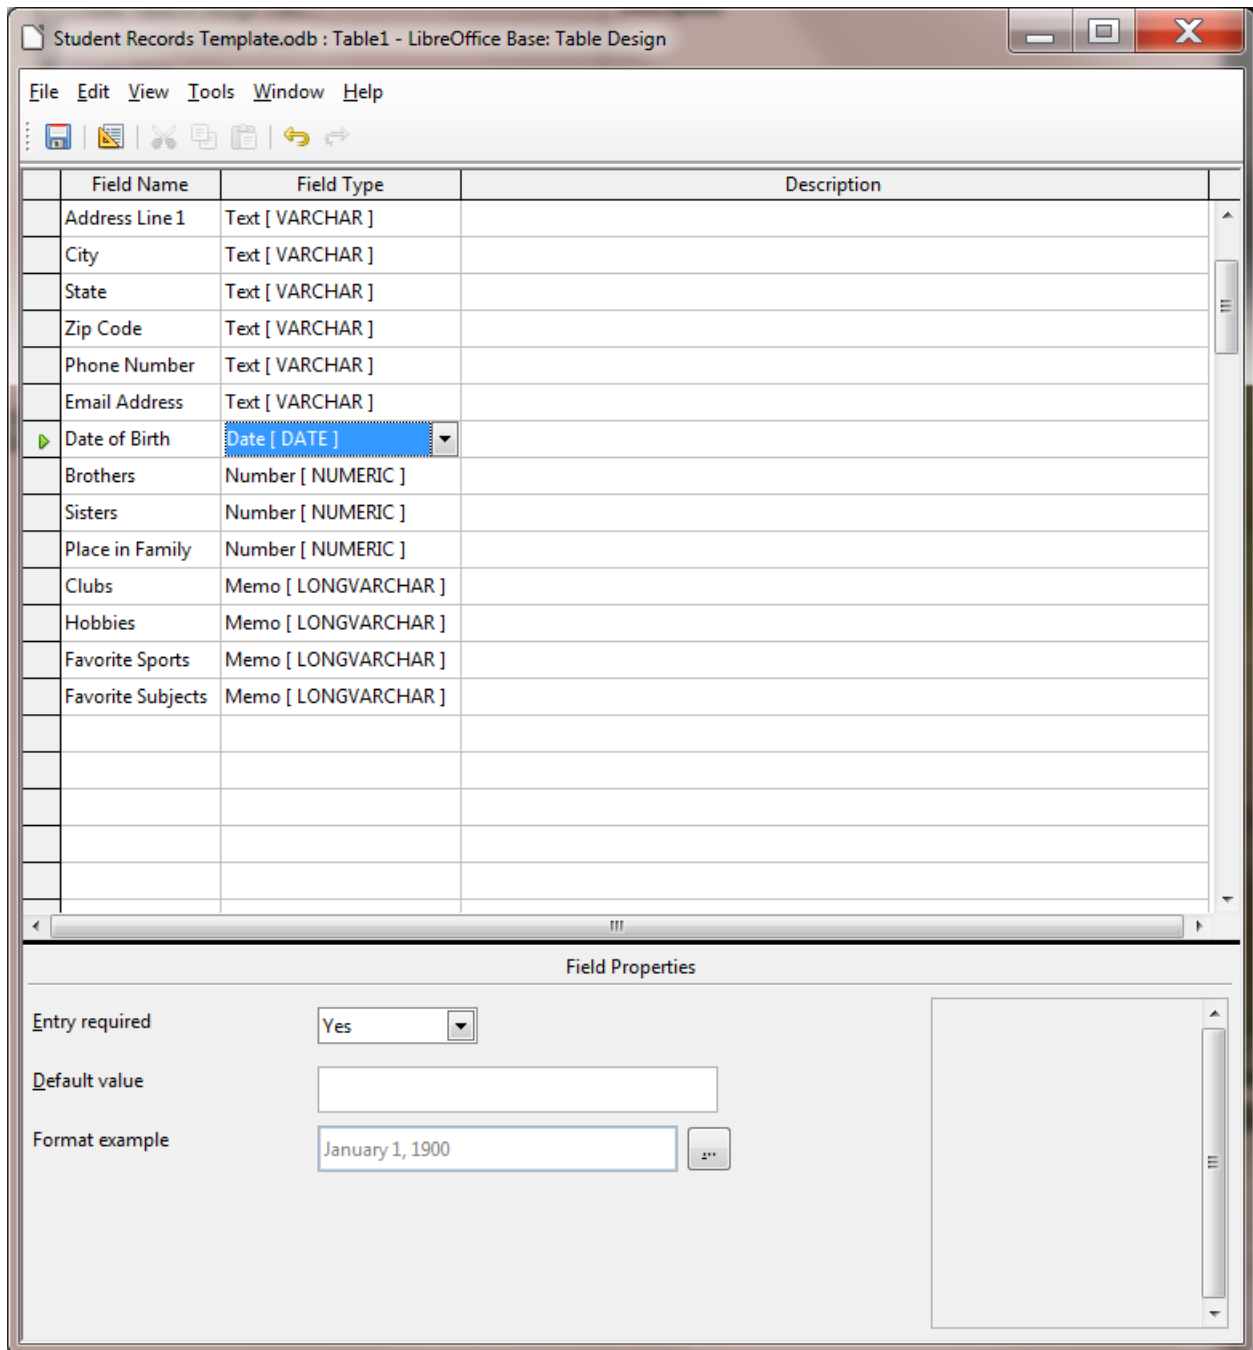 Student Records Template.odb : Table1 - LibreOffice Base: Table Design
File Edit View Tools Window Help
Field Name Field Type Description
Address Line 1 Text [ VARCHAR ]
City Text [ VARCHAR ]
State Text [ VARCHAR ]
Zip Code Text [ VARCHAR ]
Phone Number Text [ VARCHAR ]
Email Address Text [ VARCHAR ]
Date of Birth Date [ DATE ]
Brothers Number [ NUMERIC ]
Sisters Number [ NUMERIC ]
Place in Family Number [ NUMERIC ]
Clubs Memo [ LONGVARCHAR ]
Hobbies Memo [ LONGVARCHAR ]
Favorite Sports Memo [ LONGVARCHAR ]
Favorite Subjects Memo [ LONGVARCHAR ]
Field Properties
Entry required Yes
Default value
Format example January 1, 1900 ...